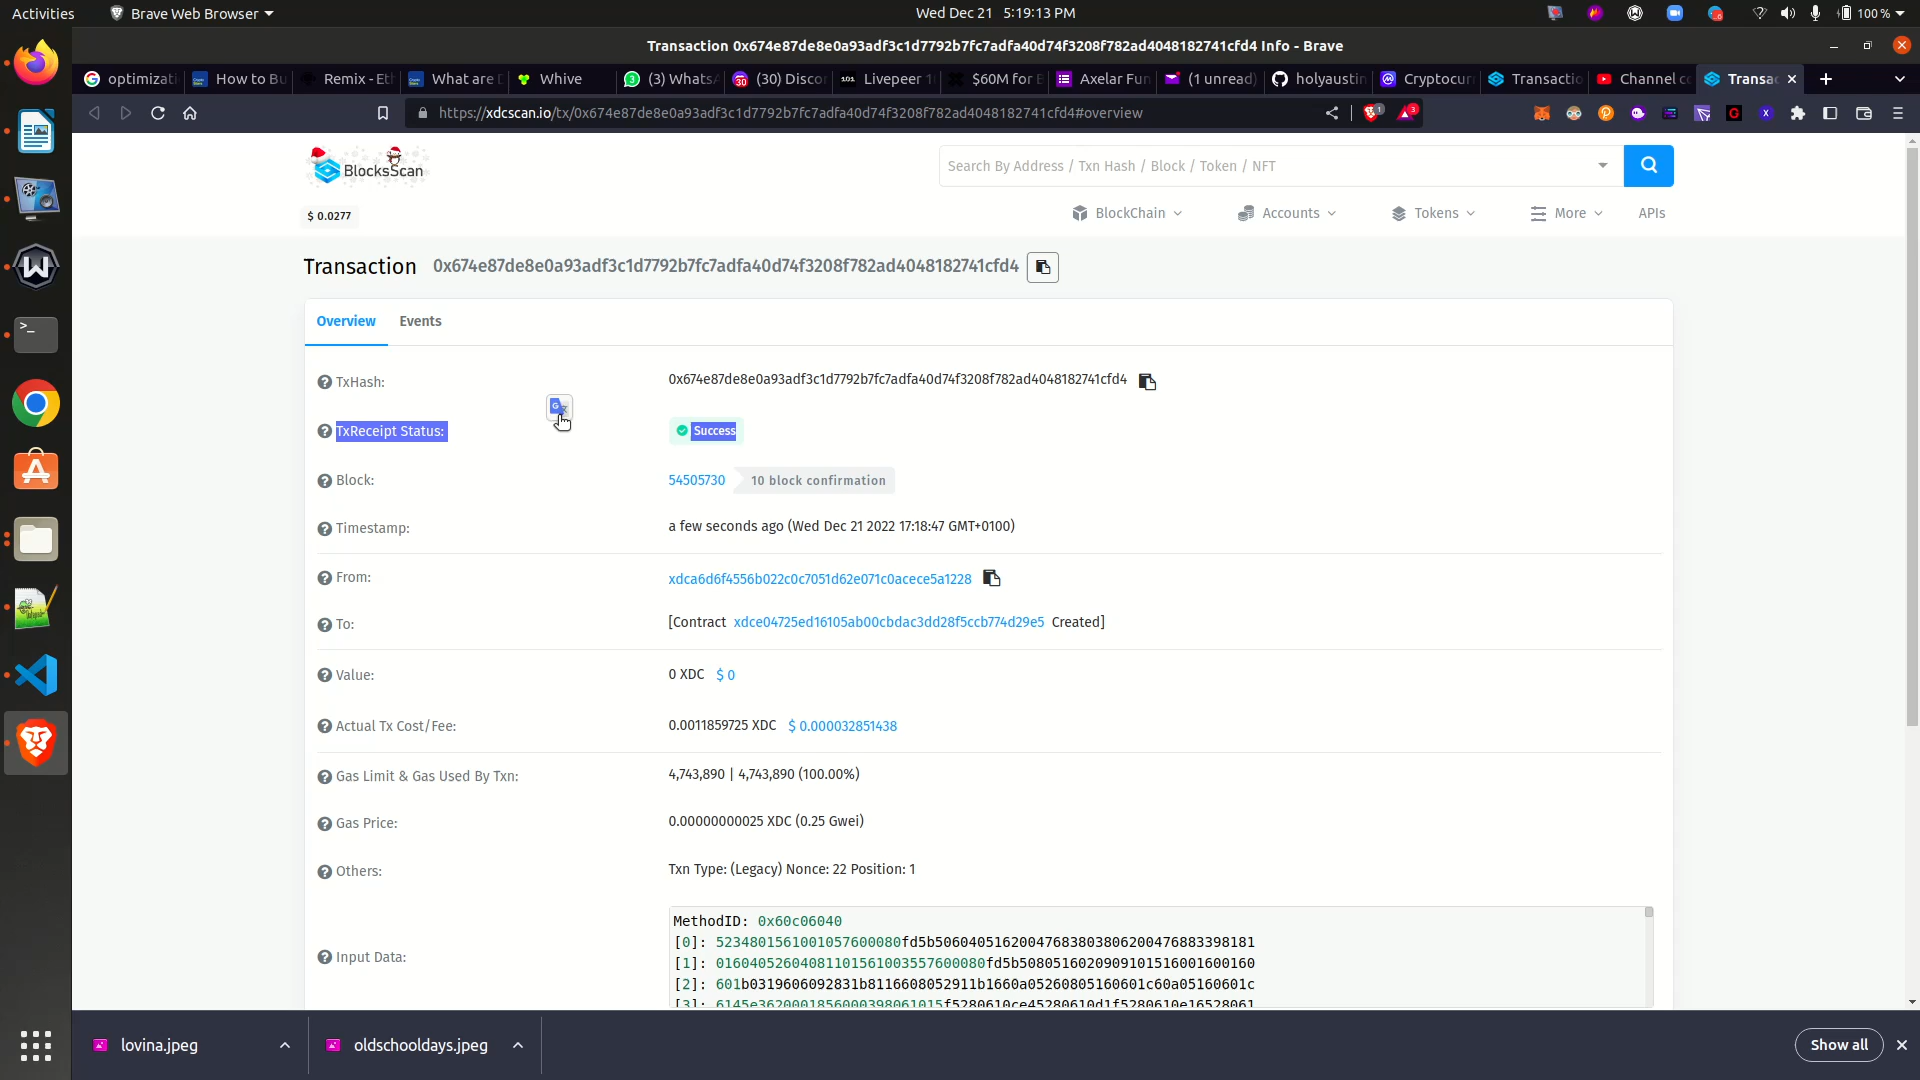 Activities
Brave Web Browser
Wed Dec 21 5:19:13 PM
100 %
Transaction 0x674e87de8e0a93adf3c1d7792b7fc7adfa40d74f3208f782ad4048182741cfd4 Info - Brave
optimizati
How to Bu
Remix - Et
What are
Whive
(3) Whats
(30) Disco
Livepeer 1
$60M for E
Axelar Fun
(1 unread)
holyaustin
Cryptocur
Transactio
Channel co
Transac
https://xdcscan.io/tx/0x674e87de8e0a93adf3c1d7792b7fc7adfa40d74f3208f782ad4048182741cfd4#overview
BlocksScan
Search By Address / Txn Hash / Block / Token / NFT
$ 0.0277
BlockChain
Accounts
Tokens
More
APIs
Transaction 0x674e87de8e0a93adf3c1d7792b7fc7adfa40d74f3208f782ad4048182741cfd4
Overview
Events
TxHash:
0x674e87de8e0a93adf3c1d7792b7fc7adfa40d74f3208f782ad4048182741cfd4
TxReceipt Status:
Success
Block:
54505730
10 block confirmation
Timestamp:
a few seconds ago (Wed Dec 21 2022 17:18:47 GMT+0100)
From:
xdca6d6f4556b022c0c7051d62e071c0acece5a1228
To:
[Contract xdce04725ed16105ab00cbdac3dd28f5ccb774d29e5 Created]
Value:
0 XDC $ 0
Actual Tx Cost/Fee:
0.0011859725 XDC $ 0.000032851438
Gas Limit & Gas Used By Txn:
4,743,890 | 4,743,890 (100.00%)
Gas Price:
0.00000000025 XDC (0.25 Gwei)
Others:
Txn Type: (Legacy) Nonce: 22 Position: 1
Input Data:
MethodID: 0x60c06040
[0]: 5234801561001057600080fd5b50604051620047683803806200476883398181
[1]: 01604052604081101561003557600080fd5b5080516020909101516001600160
[2]: 601b0319606092831b8116608052911b1660a05260805160601c60a05160601c
[3]: 6145e3620001856000398061015f5280610ce45280610d1f5280610e16528061
lovina.jpeg
oldschooldays.jpeg
Show all